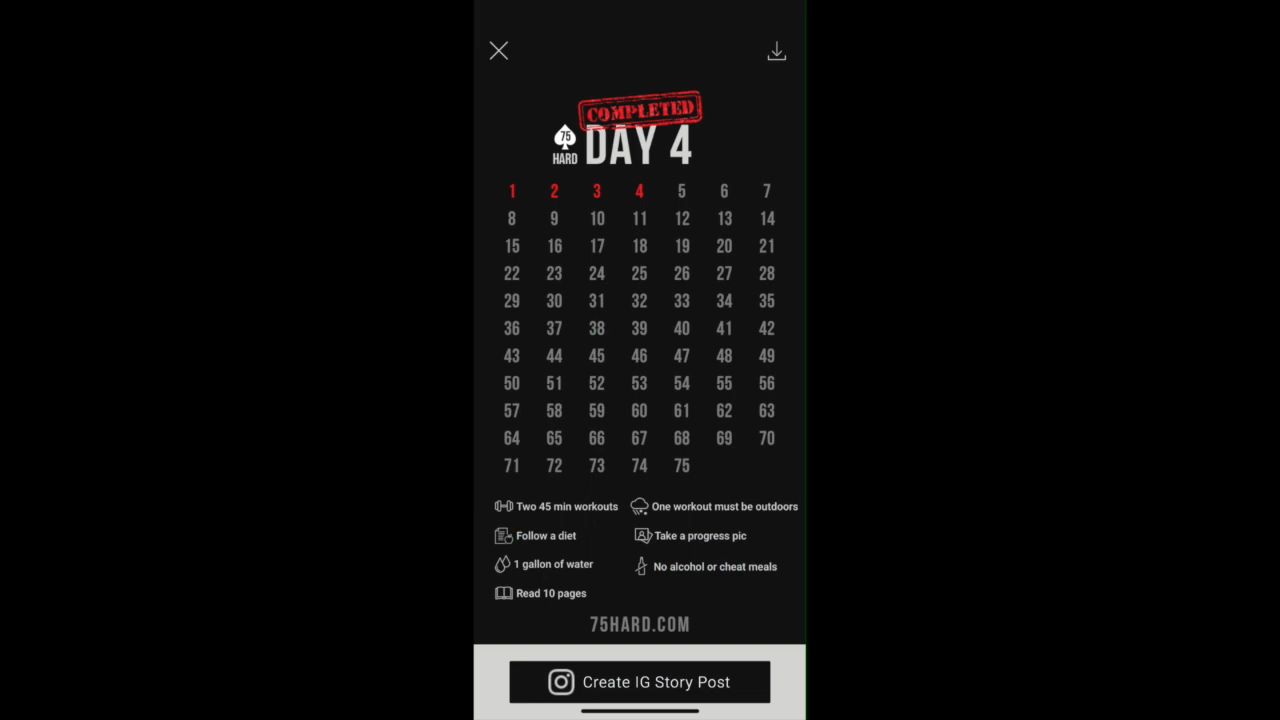 COMPLETED
75
HARD
DAY 4
1 2 3 4 5 6 7
8 9 10 11 12 13 14
15 16 17 18 19 20 21
22 23 24 25 26 27 28
29 30 31 32 33 34 35
36 37 38 39 40 41 42
43 44 45 46 47 48 49
50 51 52 53 54 55 56
57 58 59 60 61 62 63
64 65 66 67 68 69 70
71 72 73 74 75
Two 45 min workouts
One workout must be outdoors
Follow a diet
Take a progress pic
1 gallon of water
No alcohol or cheat meals
Read 10 pages
75HARD.COM
Create IG Story Post